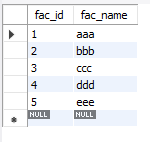 fac_id fac_name
1 aaa
2 bbb
3 ccc
4 ddd
5 eee
NULL NULL